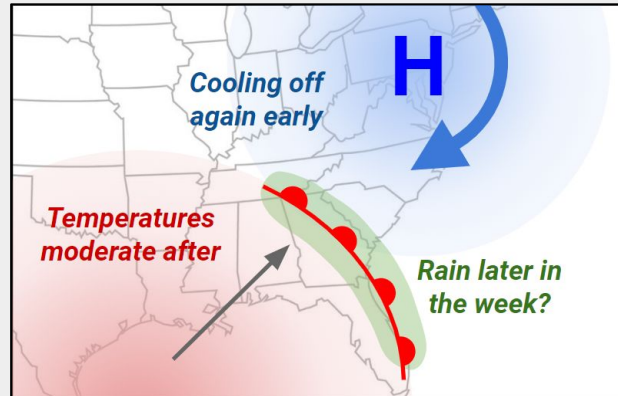 H
Cooling off
again early
Temperatures
moderate after
Rain later in
the week?